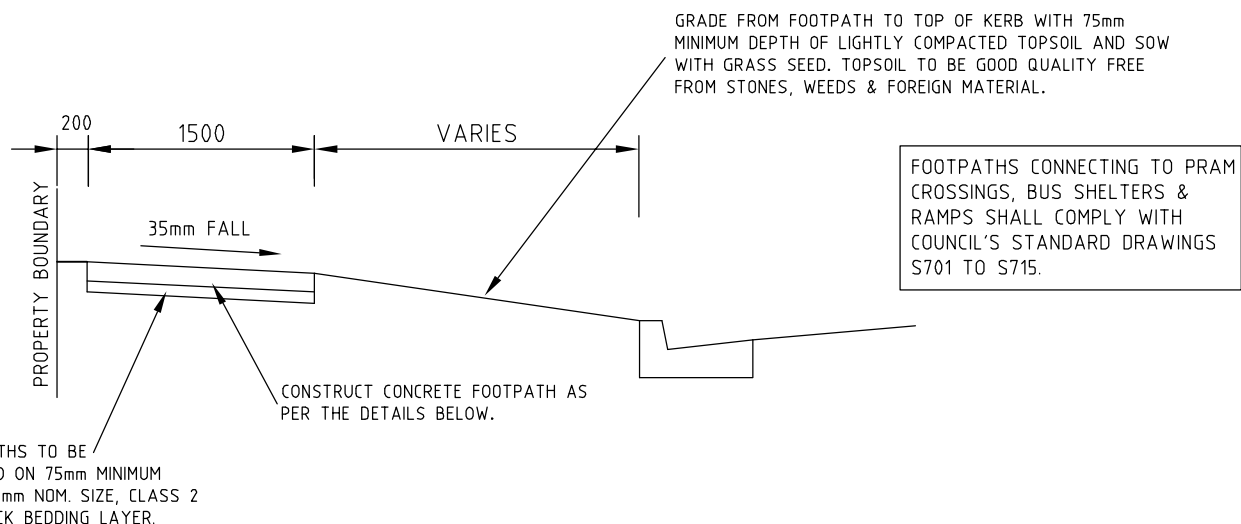 GRADE FROM FOOTPATH TO TOP OF KERB WITH 75mm
MINIMUM DEPTH OF LIGHTLY COMPACTED TOPSOIL AND SOW
WITH GRASS SEED. TOPSOIL TO BE GOOD QUALITY FREE
FROM STONES, WEEDS & FOREIGN MATERIAL.
200
1500
VARIES
FOOTPATHS CONNECTING TO PRAM
CROSSINGS, BUS SHELTERS &
RAMPS SHALL COMPLY WITH
COUNCIL'S STANDARD DRAWINGS
S701 TO S715.
PROPERTY BOUNDARY
35mm FALL
CONSTRUCT CONCRETE FOOTPATH AS
PER THE DETAILS BELOW.
TO BE
ON 75mm MINIMUM
NOM. SIZE, CLASS 2
BEDDING LAYER.